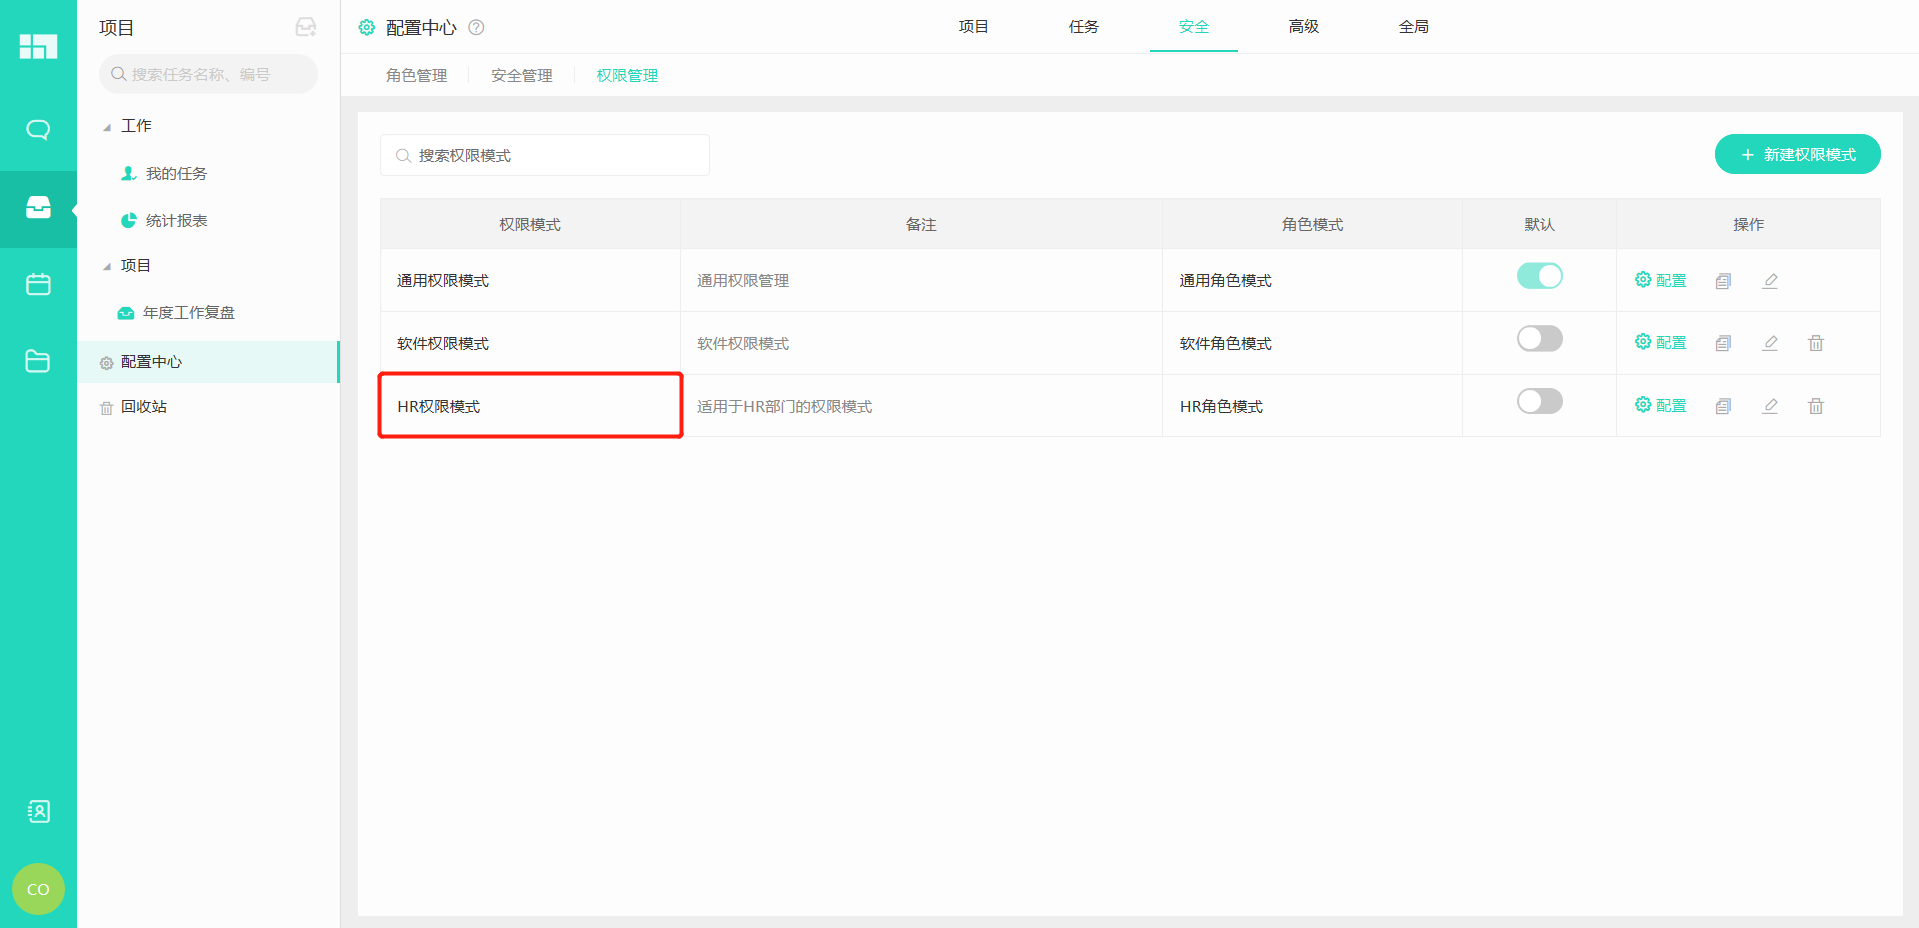 项目
搜索任务名称、编号
工作
我的任务
统计报表
项目
年度工作复盘
配置中心
回收站
CO
配置中心
项目 任务 安全 高级 全局
角色管理 安全管理 权限管理
搜索权限模式
新建权限模式
权限模式 备注 角色模式 默认 操作
通用权限模式 通用权限管理 通用角色模式 配置
软件权限模式 软件权限模式 软件角色模式 配置
HR权限模式 适用于HR部门的权限模式 HR角色模式 配置